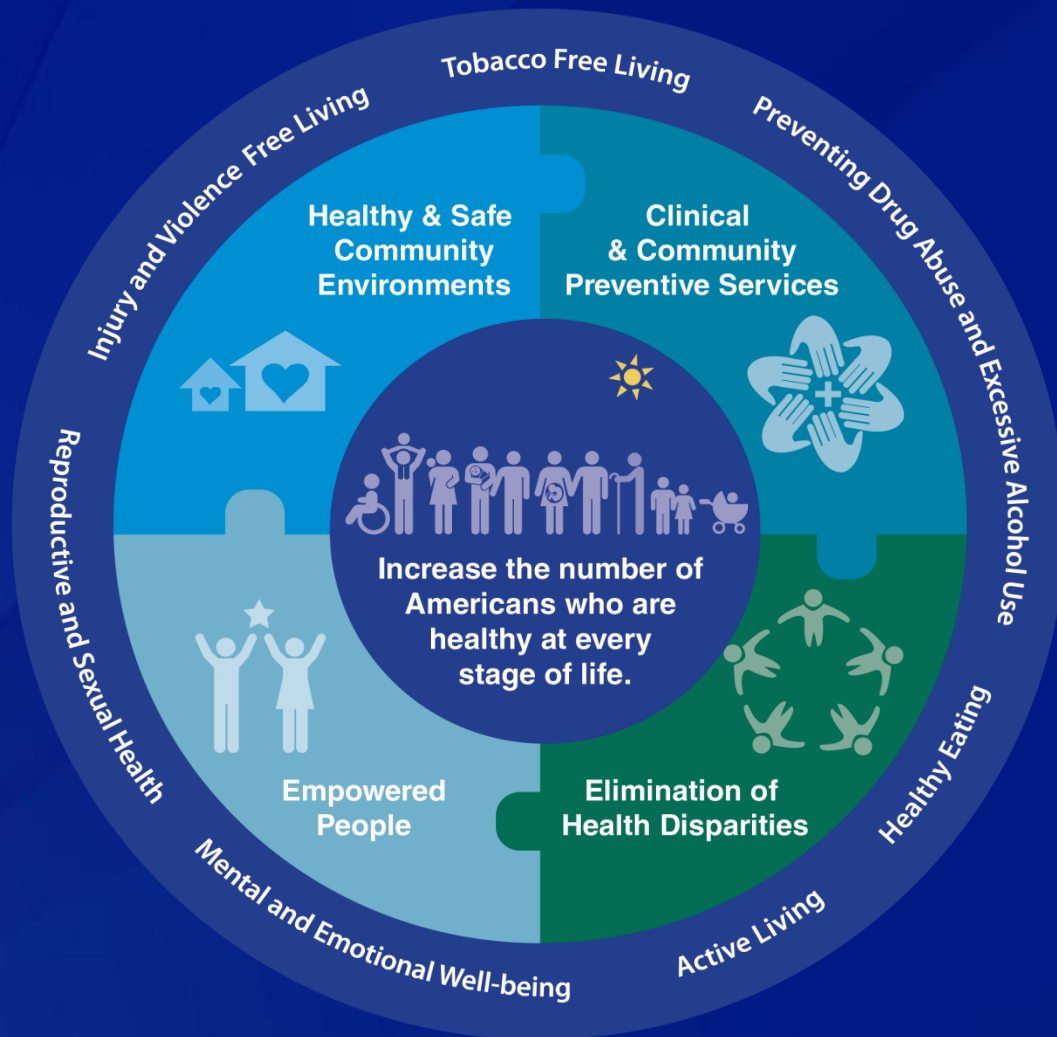 Tobacco Free Living
Preventing Drug Abuse and Excessive Alcohol Use
Healthy Eating
Active Living
Mental and Emotional Well-being
Reproductive and Sexual Health
Injury and Violence Free Living
Healthy & Safe
Community
Environments
Clinical
& Community
Preventive Services
Increase the number of
Americans who are
healthy at every
stage of life.
Empowered
People
Elimination of
Health Disparities